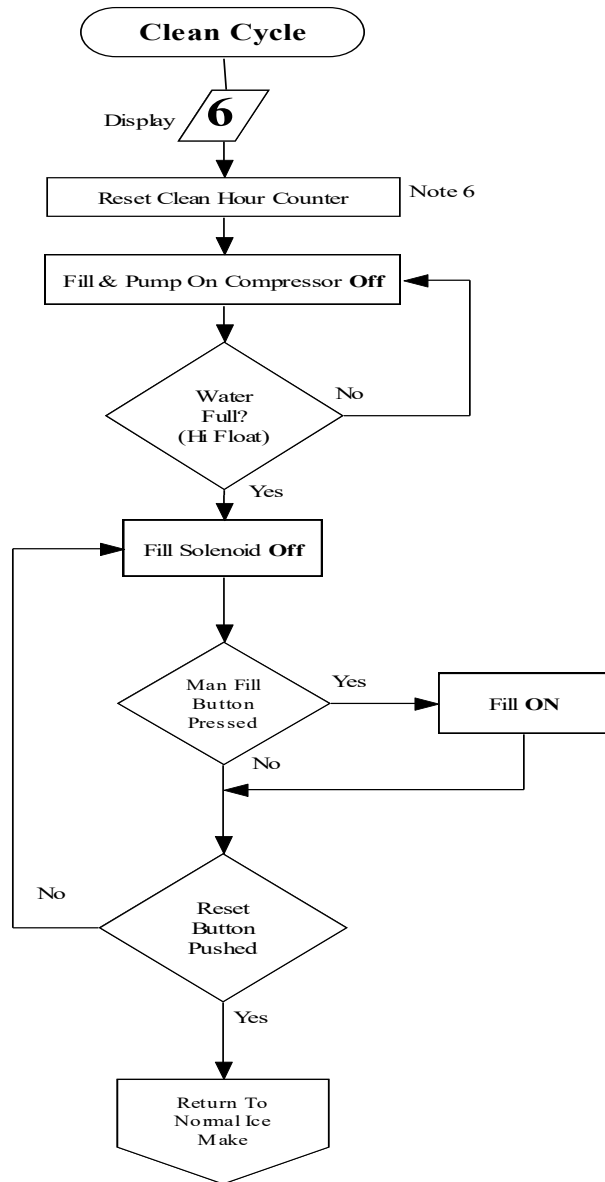 Clean Cycle
Display
6
Reset Clean Hour Counter
Note 6
Fill & Pump On Compressor Off
Water
Full?
(Hi Float)
No
Yes
Fill Solenoid Off
Man Fill
Button
Pressed
Yes
Fill ON
No
Reset
Button
Pushed
No
Yes
Return To
Normal Ice
Make